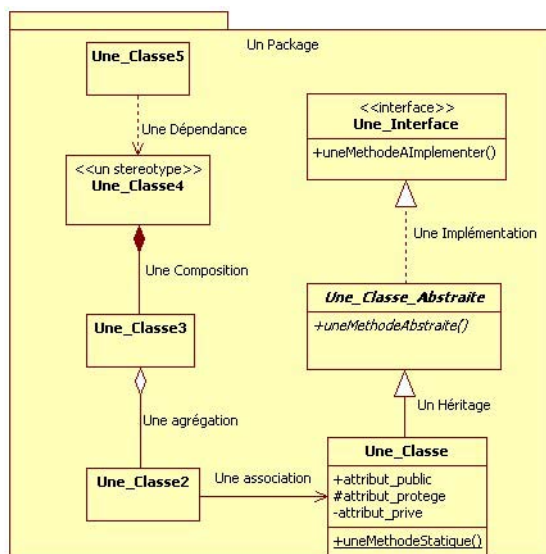 Un Package
Une_Classe5
Une Dépendance
<<un stereotype>>
Une_Classe4
Une Composition
Une_Classe3
Une agrégation
Une_Classe2
Une association
<<interface>>
Une_Interface
+uneMethodeAImplementer()
Une Implémentation
Une_Classe_Abstraite
+uneMethodeAbstraite()
Un Héritage
Une_Classe
+attribut_public
#attribut_protege
-attribut_prive
+uneMethodeStatique()